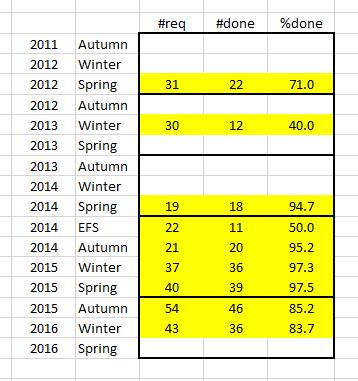 #req #done %done
2011 Autumn
2012 Winter
2012 Spring 31 22 71.0
2012 Autumn
2013 Winter 30 12 40.0
2013 Spring
2013 Autumn
2014 Winter
2014 Spring 19 18 94.7
2014 EFS 22 11 50.0
2014 Autumn 21 20 95.2
2015 Winter 37 36 97.3
2015 Spring 40 39 97.5
2015 Autumn 54 46 85.2
2016 Winter 43 36 83.7
2016 Spring